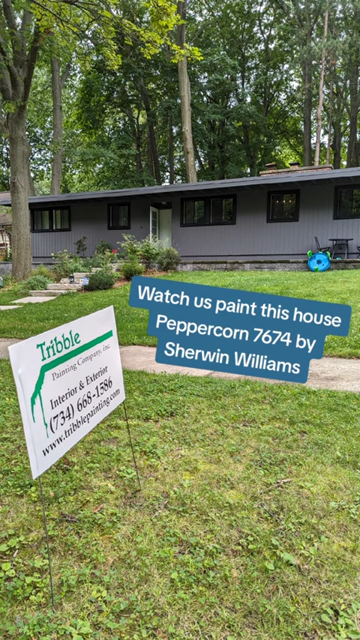 Watch us paint this house
Peppercorn 7674 by
Sherwin Williams
Tribble
Painting Company, inc.
Interior & Exterior
(734) 668-1386
www.tribblepainting.com